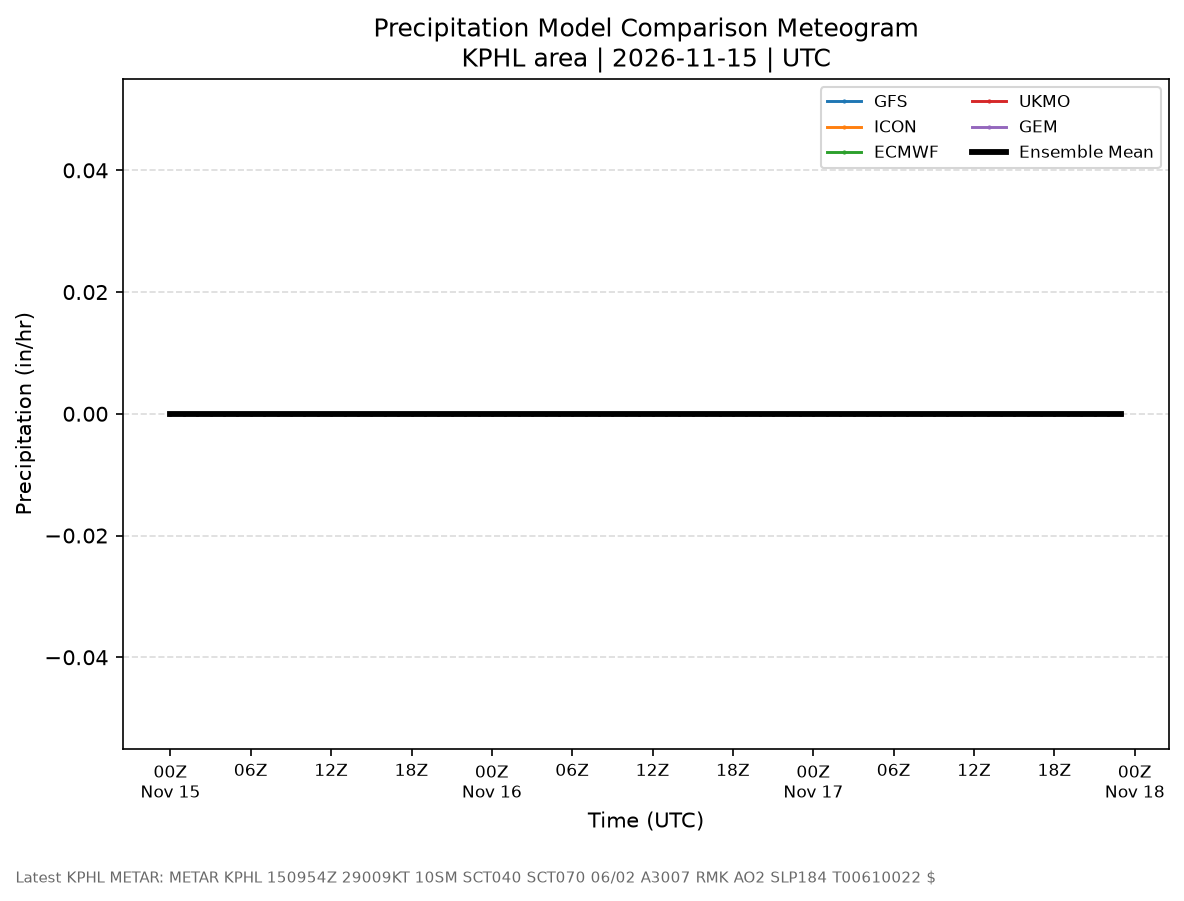 Precipitation Model Comparison Meteogram
KPHL area | 2026-11-15 | UTC
GFS
ICON
ECMWF
UKMO
GEM
Ensemble Mean
Precipitation (in/hr)
0.04
0.02
0.00
−0.02
−0.04
00Z 06Z 12Z 18Z 00Z 06Z 12Z 18Z 00Z 06Z 12Z 18Z 00Z
Nov 15 Nov 16 Nov 17 Nov 18
Time (UTC)
Latest KPHL METAR: METAR KPHL 150954Z 29009KT 10SM SCT040 SCT070 06/02 A3007 RMK AO2 SLP184 T00610022 $